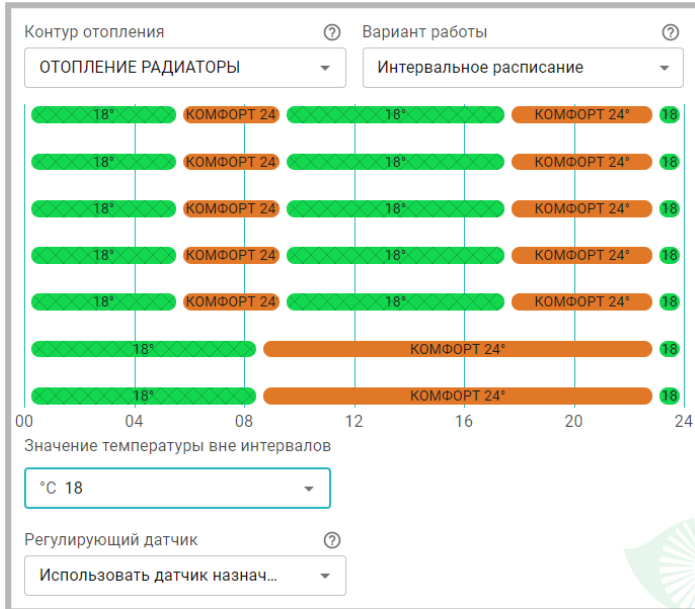 Контур отопления Вариант работы
ОТОПЛЕНИЕ РАДИАТОРЫ Интервальное расписание
18° КОМФОРТ 24 18° КОМФОРТ 24° 18
18° КОМФОРТ 24 18° КОМФОРТ 24° 18
18° КОМФОРТ 24 18° КОМФОРТ 24° 18
18° КОМФОРТ 24 18° КОМФОРТ 24° 18
18° КОМФОРТ 24 18° КОМФОРТ 24° 18
18° КОМФОРТ 24° 18
18° КОМФОРТ 24° 18
00 04 08 12 16 20 24
Значение температуры вне интервалов
°C 18
Регулирующий датчик
Использовать датчик назнач...